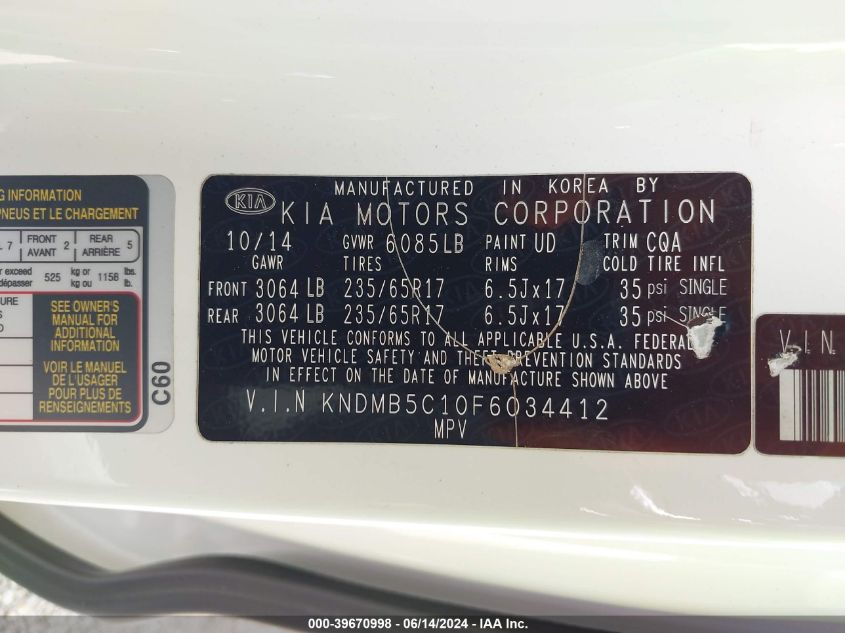 G INFORMATION
PNEUS ET LE CHARGEMENT
L 7 FRONT AVANT 2 REAR ARRIÈRE 5
er exceed dépasser 525 kg or kg ou 1158 lbs. lb.
SURE
S
D
SEE OWNER'S
MANUAL FOR
ADDITIONAL
INFORMATION
VOIR LE MANUEL
DE L'USAGER
POUR PLUS DE
RENSEIGNEMENTS
C60
MANUFACTURED IN KOREA BY
KIA KIA MOTORS CORPORATION
10/14 GVWR 6085LB PAINT UD TRIM CQA
GAWR TIRES RIMS COLD TIRE INFL
FRONT 3064 LB 235/65R17 6.5Jx17 35 psi SINGLE
REAR 3064 LB 235/65R17 6.5Jx17 35 psi SINGLE
THIS VEHICLE CONFORMS TO ALL APPLICABLE U.S.A. FEDERAL
MOTOR VEHICLE SAFETY AND THEFT PREVENTION STANDARDS
IN EFFECT ON THE DATE OF MANUFACTURE SHOWN ABOVE
V.I.N KNDMB5C10F6034412
MPV
V.I.N.
000-39670998 - 06/14/2024 - IAA Inc.